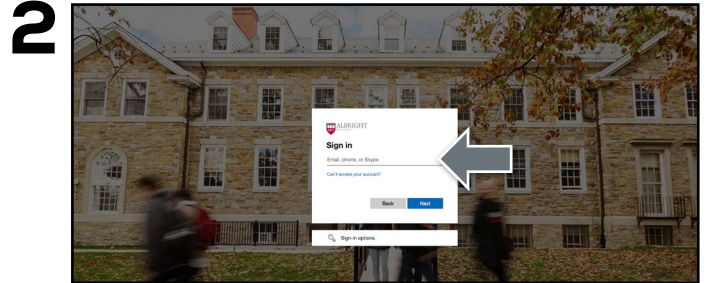 2
ALBRIGHT
Sign in
Email, phone, or Skype
Can't access your account?
Back Next
Sign-in options